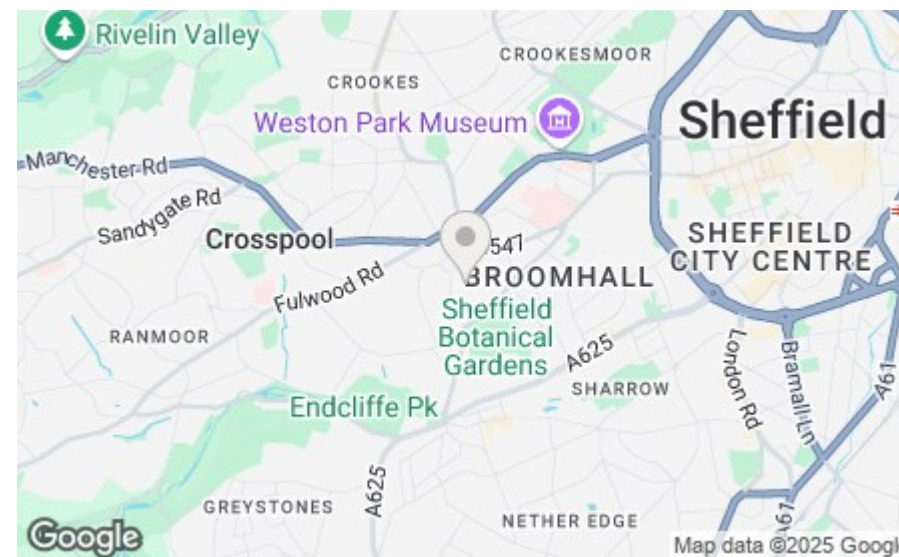 Rivelin Valley
CROOKESMOOR
CROOKES
Weston Park Museum
Sheffield
Manchester Rd
Sandygate Rd
Crosspool
547
SHEFFIELD
CITY CENTRE
BROOMHALL
Fulwood Rd
Sheffield
Botanical
Gardens
RANMOOR
A625
SHARROW
London Rd
Bramall Ln
A61
Endcliffe Pk
A625
GREYSTONES
NETHER EDGE
Google
Map data ©2025 Google